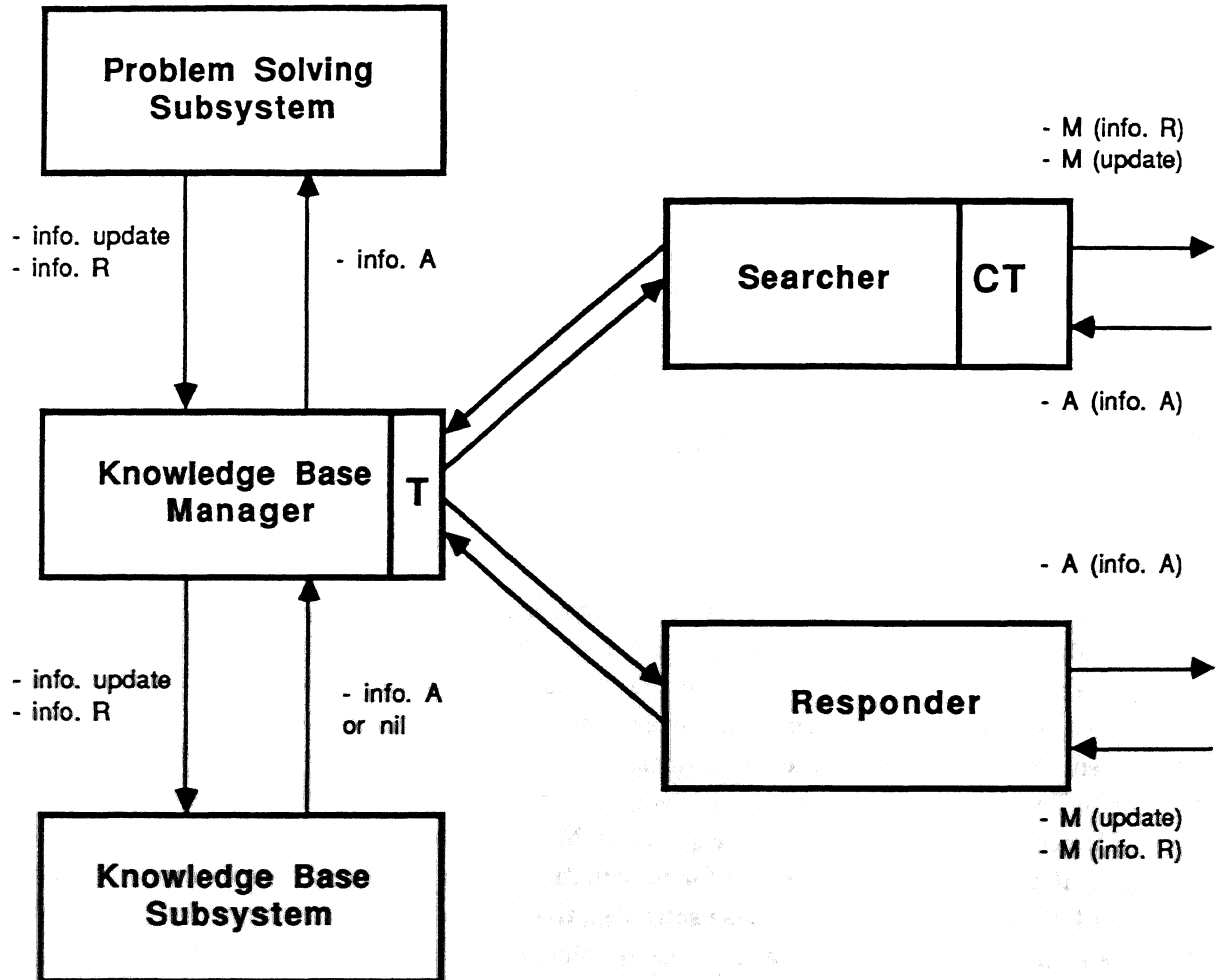 Problem Solving
Subsystem
- M (info. R)
- M (update)
- info. update
- info. R
- info. A
Searcher
CT
- A (info. A)
Knowledge Base
Manager
T
- A (info. A)
- info. update
- info. R
- info. A
or nil
Responder
- M (update)
- M (info. R)
Knowledge Base
Subsystem